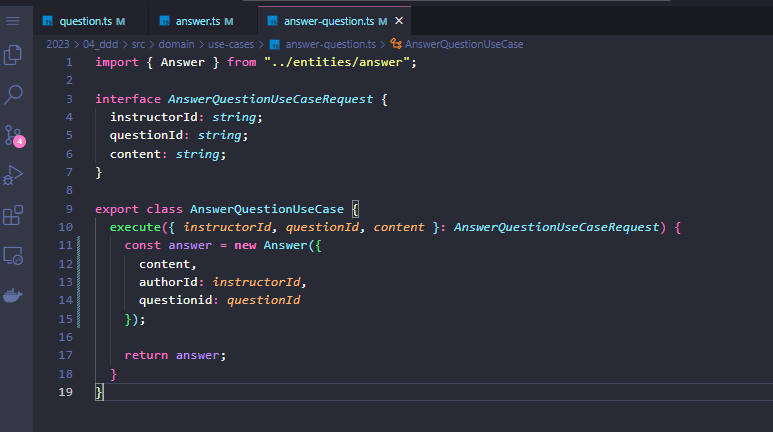 question.ts M answer.ts M answer-question.ts M ×
2023 > 04_ddd > src > domain > use-cases > answer-question.ts > AnswerQuestionUseCase
1 import { Answer } from "../entities/answer";
2
3 interface AnswerQuestionUseCaseRequest {
4   instructorId: string;
5   questionId: string;
6   content: string;
7 }
8
9 export class AnswerQuestionUseCase {
10   execute({ instructorId, questionId, content }: AnswerQuestionUseCaseRequest) {
11     const answer = new Answer({
12       content,
13       authorId: instructorId,
14       questionid: questionId
15     });
16
17     return answer;
18   }
19 }
4